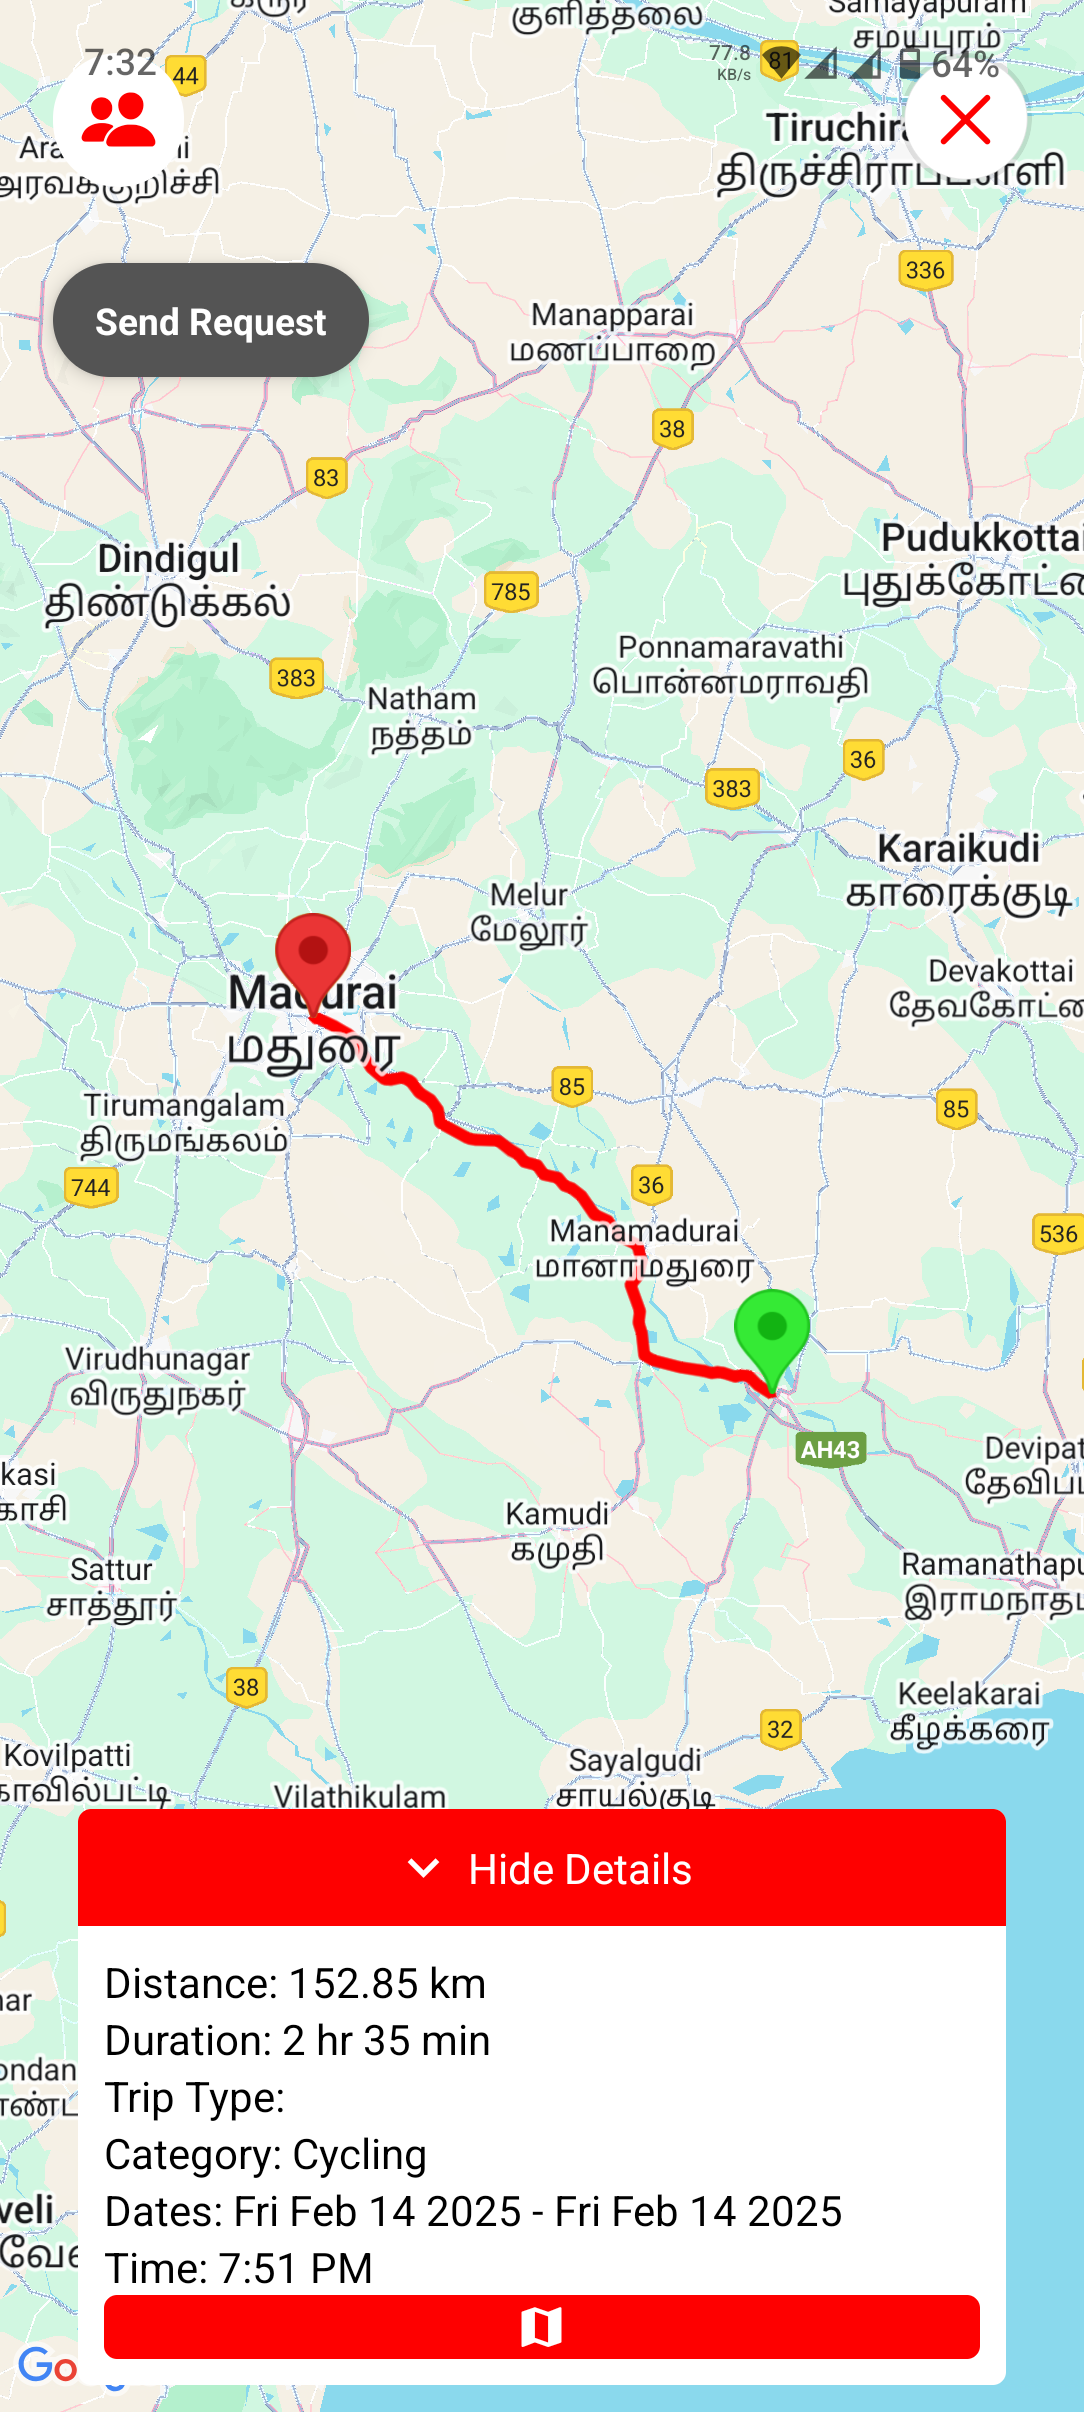 கரூர்
குளித்தலை
Samayapuram
சமயபுரம்
7:32
77.8
KB/s
81
64%
44
திருச்சிராப்பள்ளி
336
Send Request
Manapparai
மணப்பாறை
38
83
Dindigul
திண்டுக்கல்
785
Pudukkottai
Ponnamaravathi
பொன்னமராவதி
383
Natham
நத்தம்
36
383
Karaikudi
காரைக்குடி
Melur
மேலூர்
Devakottai
Madurai
மதுரை
85
85
Tirumangalam
திருமங்கலம்
744
36
Manamadurai
மானாமதுரை
536
Virudhunagar
விருதுநகர்
AH43
Devipat
தேவிப
kasi
காசி
Kamudi
கமுதி
Sattur
சாத்தூர்
Ramanathapu
இராமநாத
38
Keelakarai
கீழக்கரை
32
Kovilpatti
காவில்பட்டி
Sayalgudi
சாயல்குடி
Vilathikulam
Hide Details
Distance: 152.85 km
Duration: 2 hr 35 min
Trip Type:
Category: Cycling
Dates: Fri Feb 14 2025 - Fri Feb 14 2025
Time: 7:51 PM
ar
ondan
veli
Go